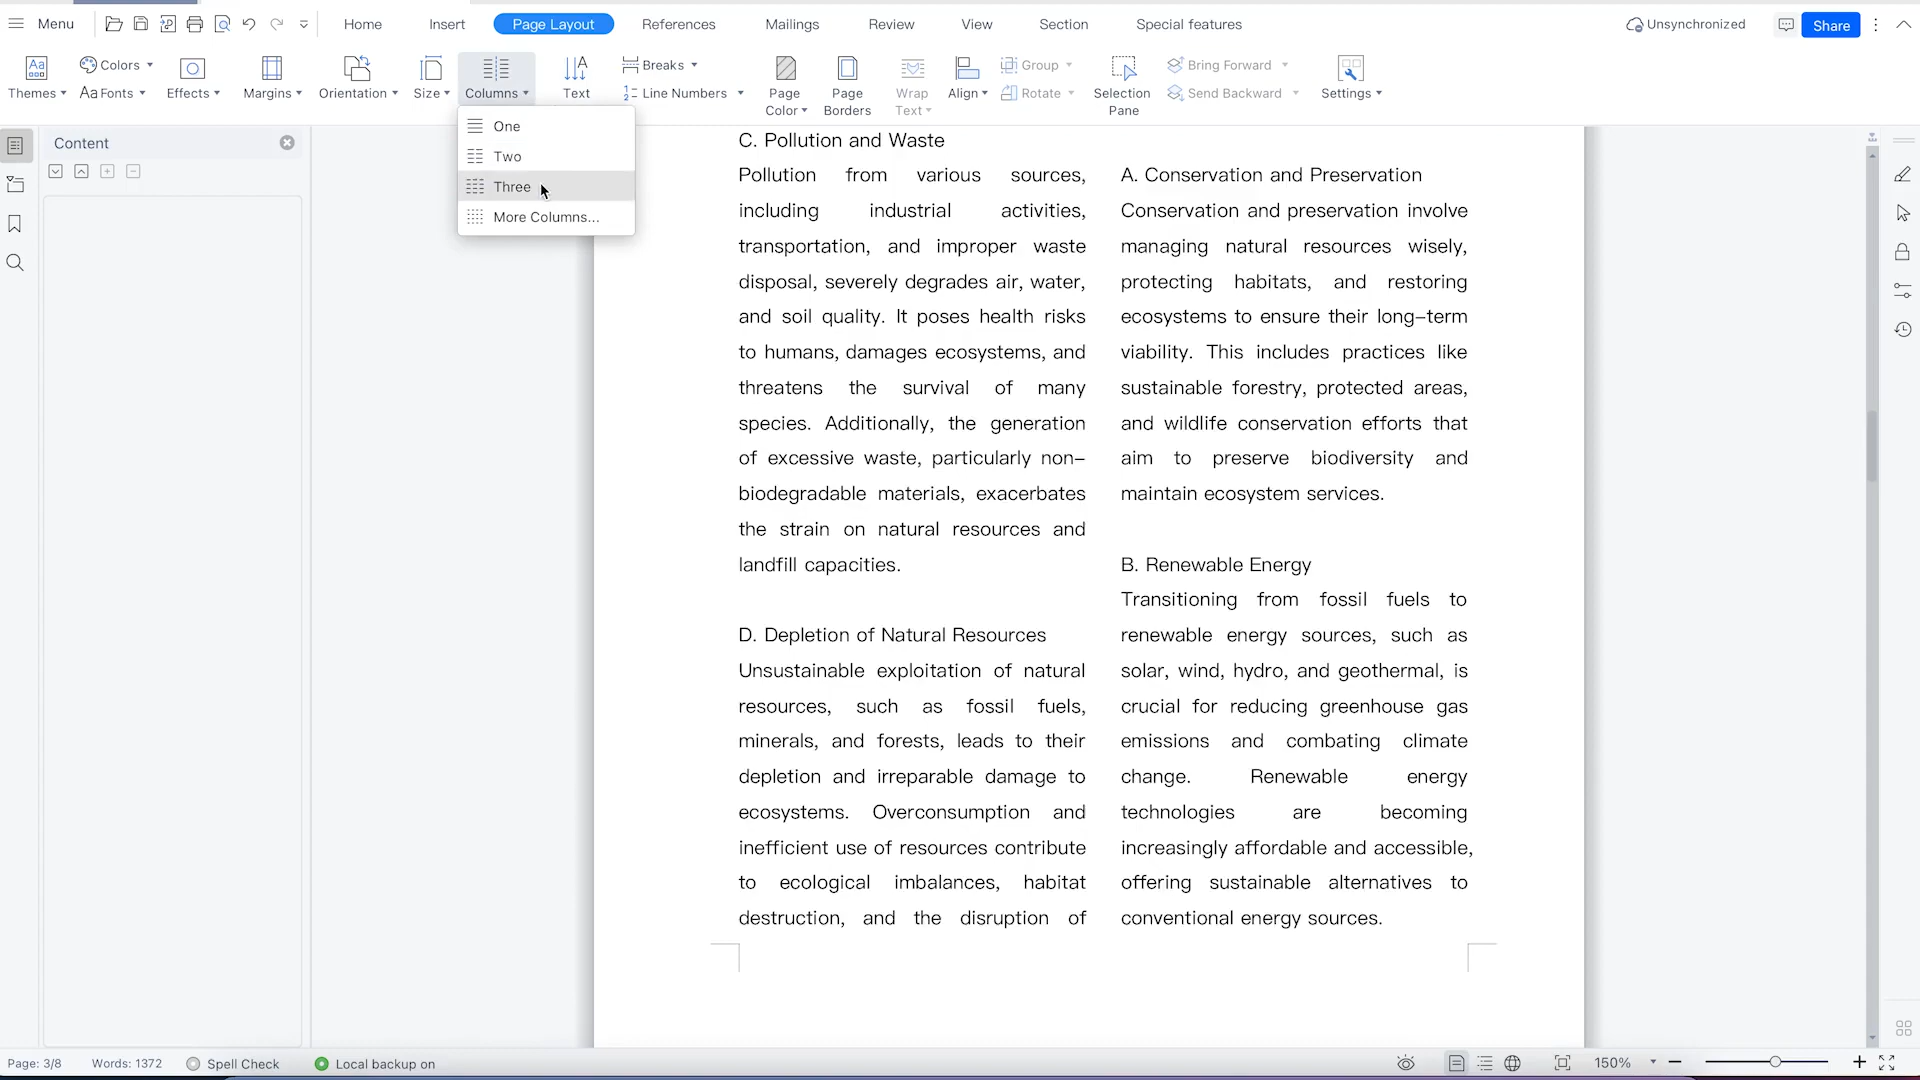 Menu
Home
Insert
Page Layout
References
Mailings
Review
View
Section
Special features
Unsynchronized
Share
Themes
Aa Colors
Aa Fonts
Effects
Margins
Orientation
Size
Columns
A
Text
Breaks
Line Numbers
Page
Color
Page
Borders
Wrap
Text
Align
Group
Rotate
Selection
Pane
Bring Forward
Send Backward
Settings
One
Two
Three
More Columns...
Content
C. Pollution and Waste
Pollution from various sources,
including industrial activities,
transportation, and improper waste
disposal, severely degrades air, water,
and soil quality. It poses health risks
to humans, damages ecosystems, and
threatens the survival of many
species. Additionally, the generation
of excessive waste, particularly non-
biodegradable materials, exacerbates
the strain on natural resources and
landfill capacities.
D. Depletion of Natural Resources
Unsustainable exploitation of natural
resources, such as fossil fuels,
minerals, and forests, leads to their
depletion and irreparable damage to
ecosystems. Overconsumption and
inefficient use of resources contribute
to ecological imbalances, habitat
destruction, and the disruption of
A. Conservation and Preservation
Conservation and preservation involve
managing natural resources wisely,
protecting habitats, and restoring
ecosystems to ensure their long-term
viability. This includes practices like
sustainable forestry, protected areas,
and wildlife conservation efforts that
aim to preserve biodiversity and
maintain ecosystem services.
B. Renewable Energy
Transitioning from fossil fuels to
renewable energy sources, such as
solar, wind, hydro, and geothermal, is
crucial for reducing greenhouse gas
emissions and combating climate
change. Renewable energy
technologies are becoming
increasingly affordable and accessible,
offering sustainable alternatives to
conventional energy sources.
Page: 3/8
Words: 1372
Spell Check
Local backup on
150%